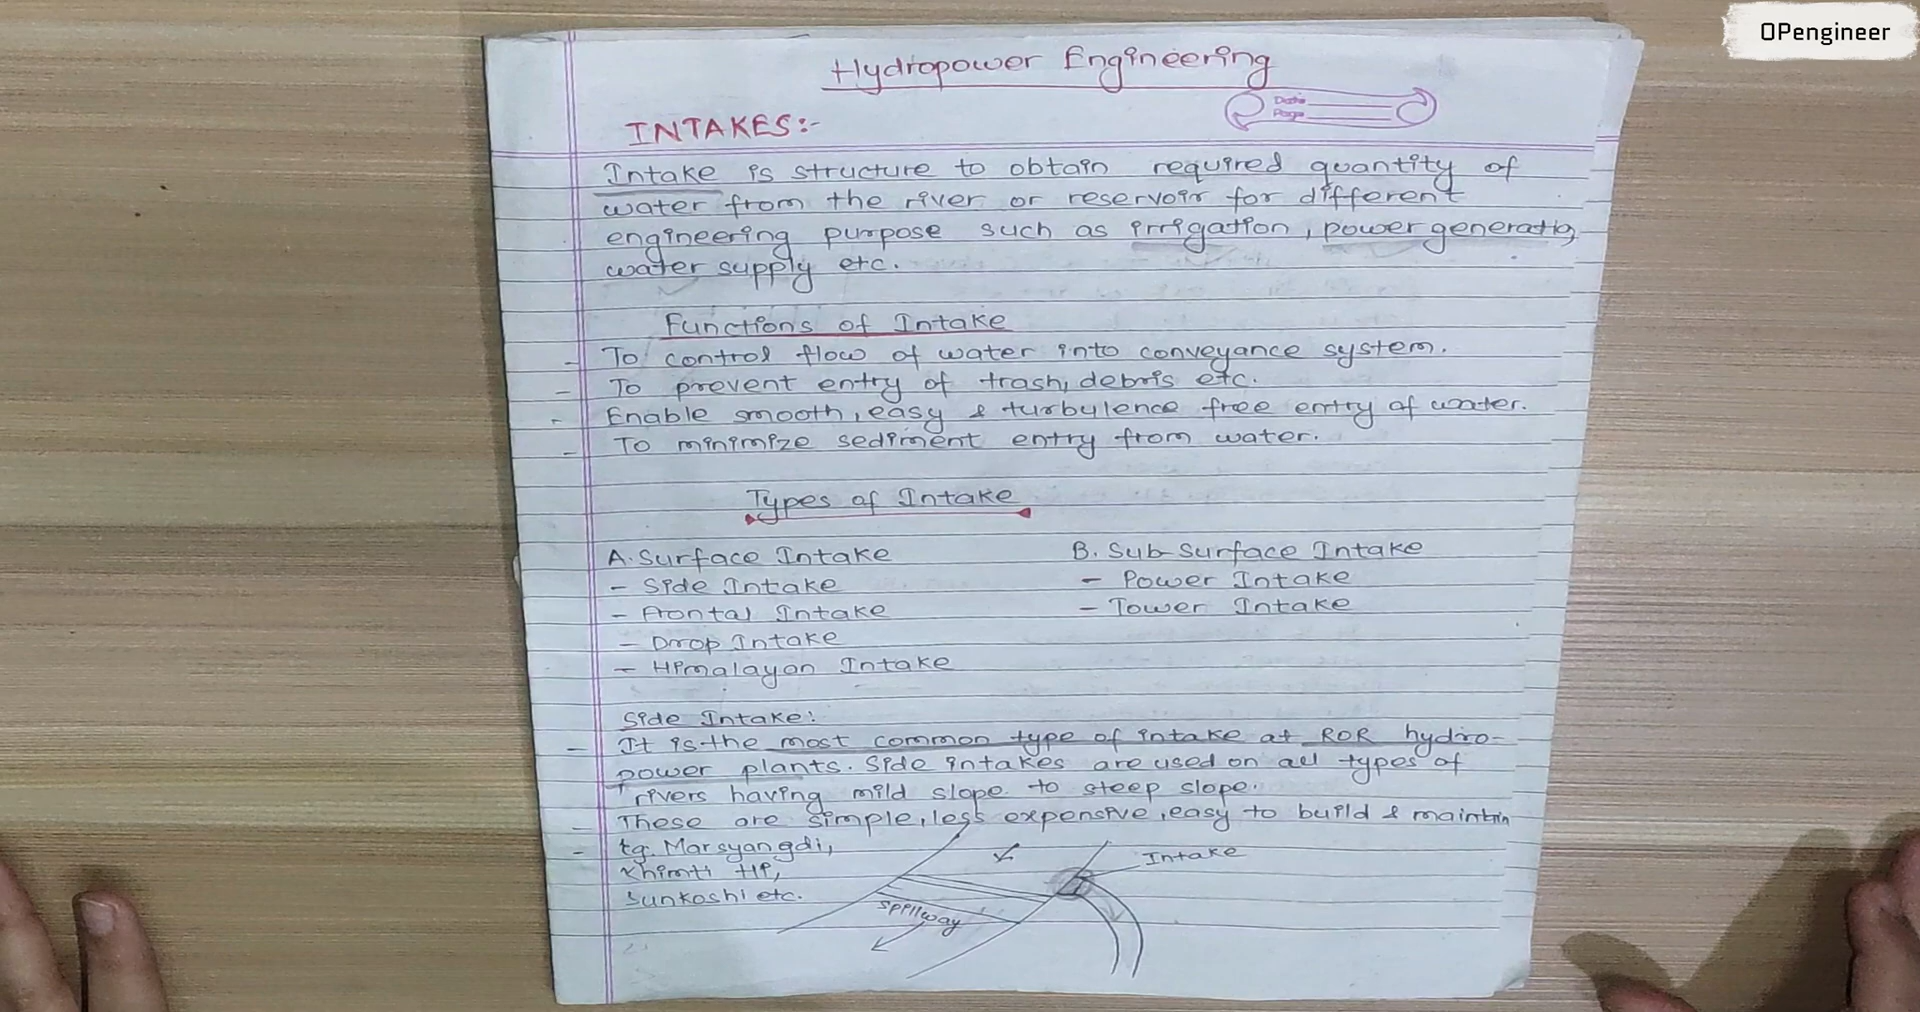 OPengineer
Hydropower Engineering
Date
Page
INTAKES:-
Intake is structure to obtain required quantity of
water from the river or reservoir for different
engineering purpose such as irrigation, power generatio
water supply etc.
Functions of Intake
- To control flow of water into conveyance system.
- To prevent entry of trash, debris etc.
- Enable smooth, easy & turbulence free entry of water.
- To minimize sediment entry from water.
Types of Intake
A. Surface Intake
- Side Intake
- Frontal Intake
- Drop Intake
- Himalayan Intake
B. Sub Surface Intake
- Power Intake
- Tower Intake
Side Intake:
- It is the most common type of intake at ROR hydro-
power plants. Side intakes are used on all types of
rivers having mild slope to steep slope.
- These are simple, less expensive, easy to build & maintain
- Eg. Marsyangdi,
Khimti HP,
Sunkoshi etc.
Intake
Spillway